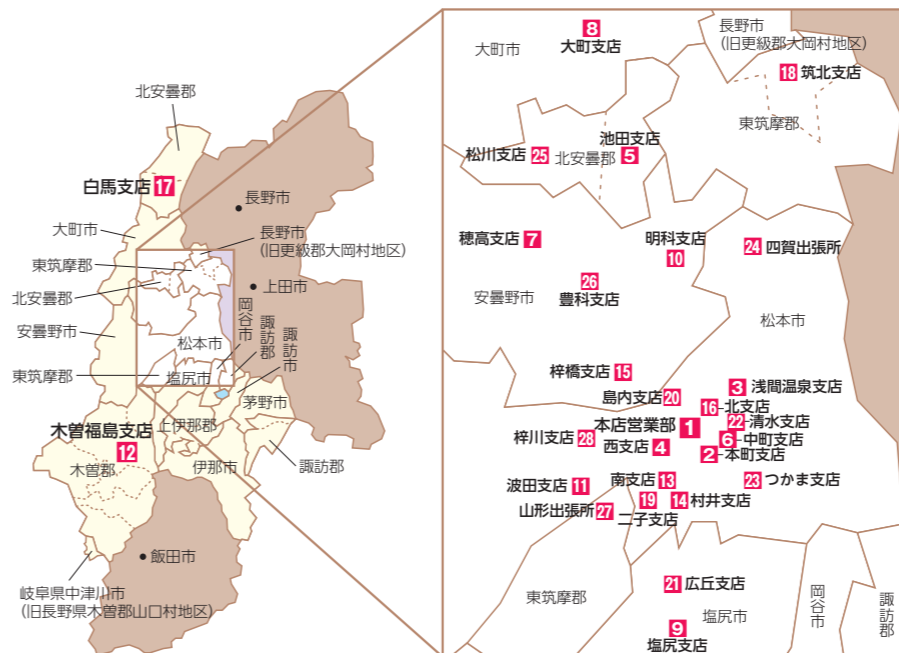 北安曇郡
白馬支店 17
大町市
長野市
長野市
(旧更級郡大岡村地区)
東筑摩郡
北安曇郡
上田市
安曇野市
岡谷市
諏訪郡
諏訪市
松本市
東筑摩郡
塩尻市
茅野市
木曽福島支店
12
上伊那郡
木曽郡
伊那市
諏訪郡
飯田市
岐阜県中津川市
(旧長野県木曽郡山口村地区)
大町市
8
大町支店
長野市
(旧更級郡大岡村地区)
18 筑北支店
東筑摩郡
池田支店
松川支店 25
北安曇郡 5
穂高支店 7
明科支店
10
24 四賀出張所
26
豊科支店
安曇野市
松本市
梓橋支店 15
島内支店 20
3 浅間温泉支店
16 北支店
本店営業部 1
22 清水支店
梓川支店 28
西支店 4
6 中町支店
2 本町支店
波田支店 11
南支店 13
23 つかま支店
山形出張所 27
19
二子支店
14 村井支店
21 広丘支店
東筑摩郡
塩尻市
9
塩尻支店
岡谷市
諏訪郡